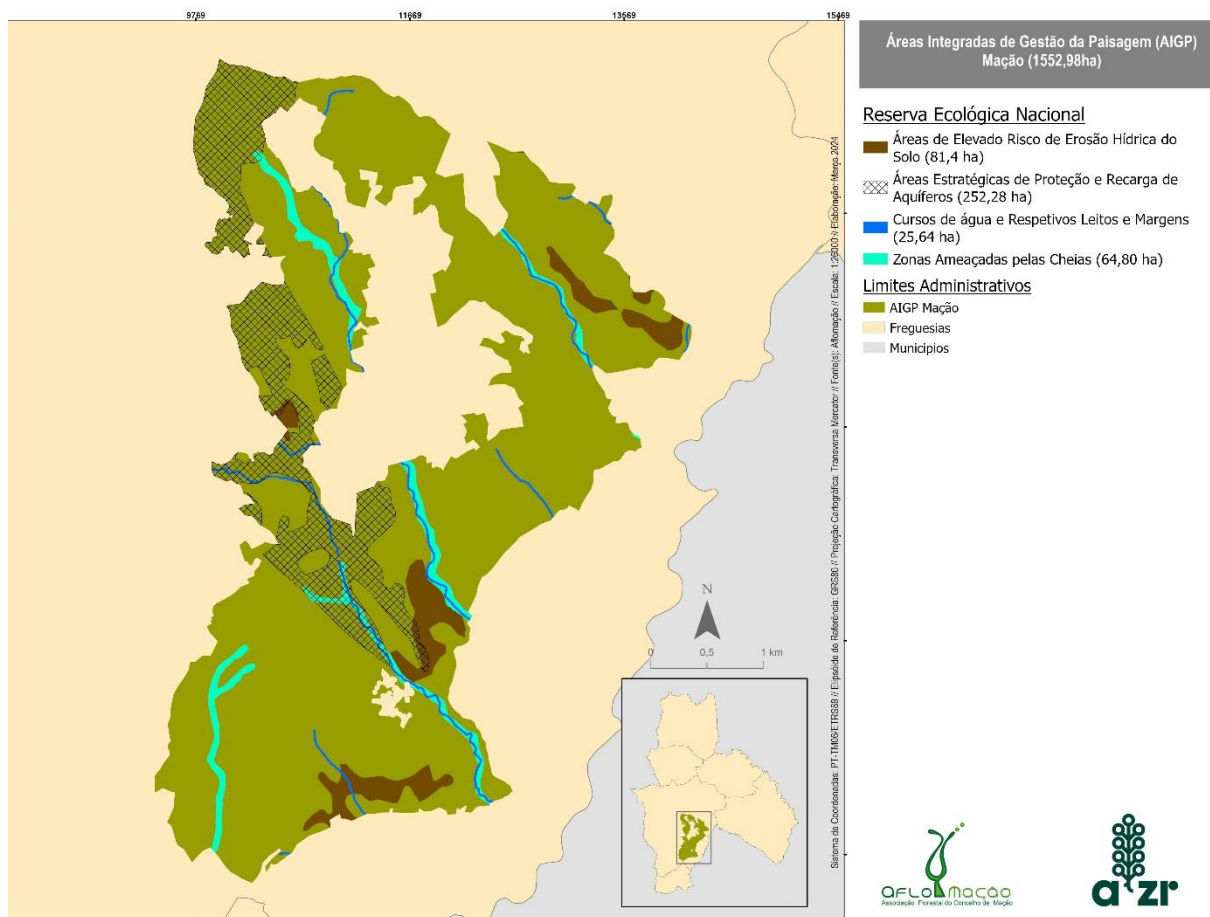 9769
11669
13569
15469
Áreas Integradas de Gestão da Paisagem (AIGP)
Mação (1552,98ha)
Reserva Ecológica Nacional
Áreas de Elevado Risco de Erosão Hídrica do
Solo (81,4 ha)
Áreas Estratégicas de Proteção e Recarga de
Aquíferos (252,28 ha)
Cursos de água e Respetivos Leitos e Margens
(25,64 ha)
Zonas Ameaçadas pelas Cheias (64,80 ha)
Limites Administrativos
AIGP Mação
Freguesias
Municípios
Sistema de Coordenadas: PT-TM06/ETRS89 // Elipsóide de Referência: GRS80 // Projeção Cartográfica: Transversa Mercator // Fonte(s): Aflomação // Escala: 1:26000 // Elaboração: Março 2024
N
0
0,5
1 km
aFLOMaÇÃO
Associação Florestal do Concelho de Mação
a*zr